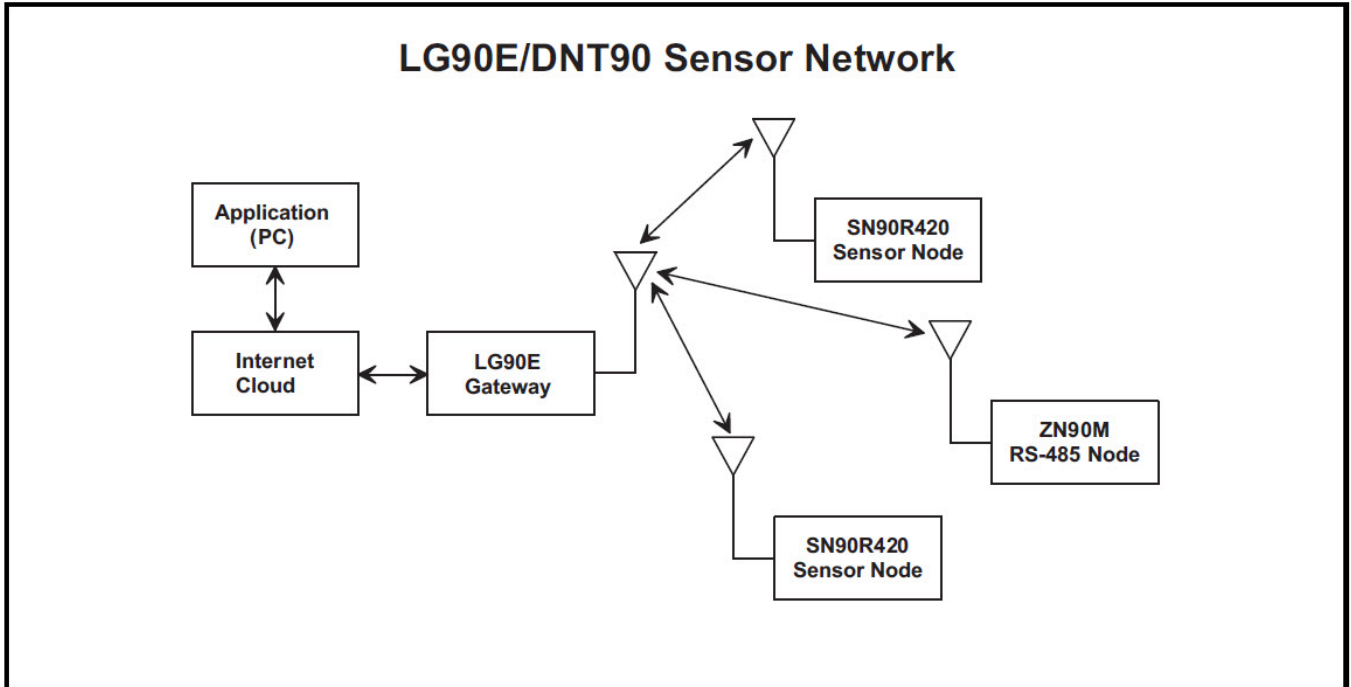 LG90E/DNT90 Sensor Network
Application
(PC)
Internet
Cloud
LG90E
Gateway
SN90R420
Sensor Node
ZN90M
RS-485 Node
SN90R420
Sensor Node